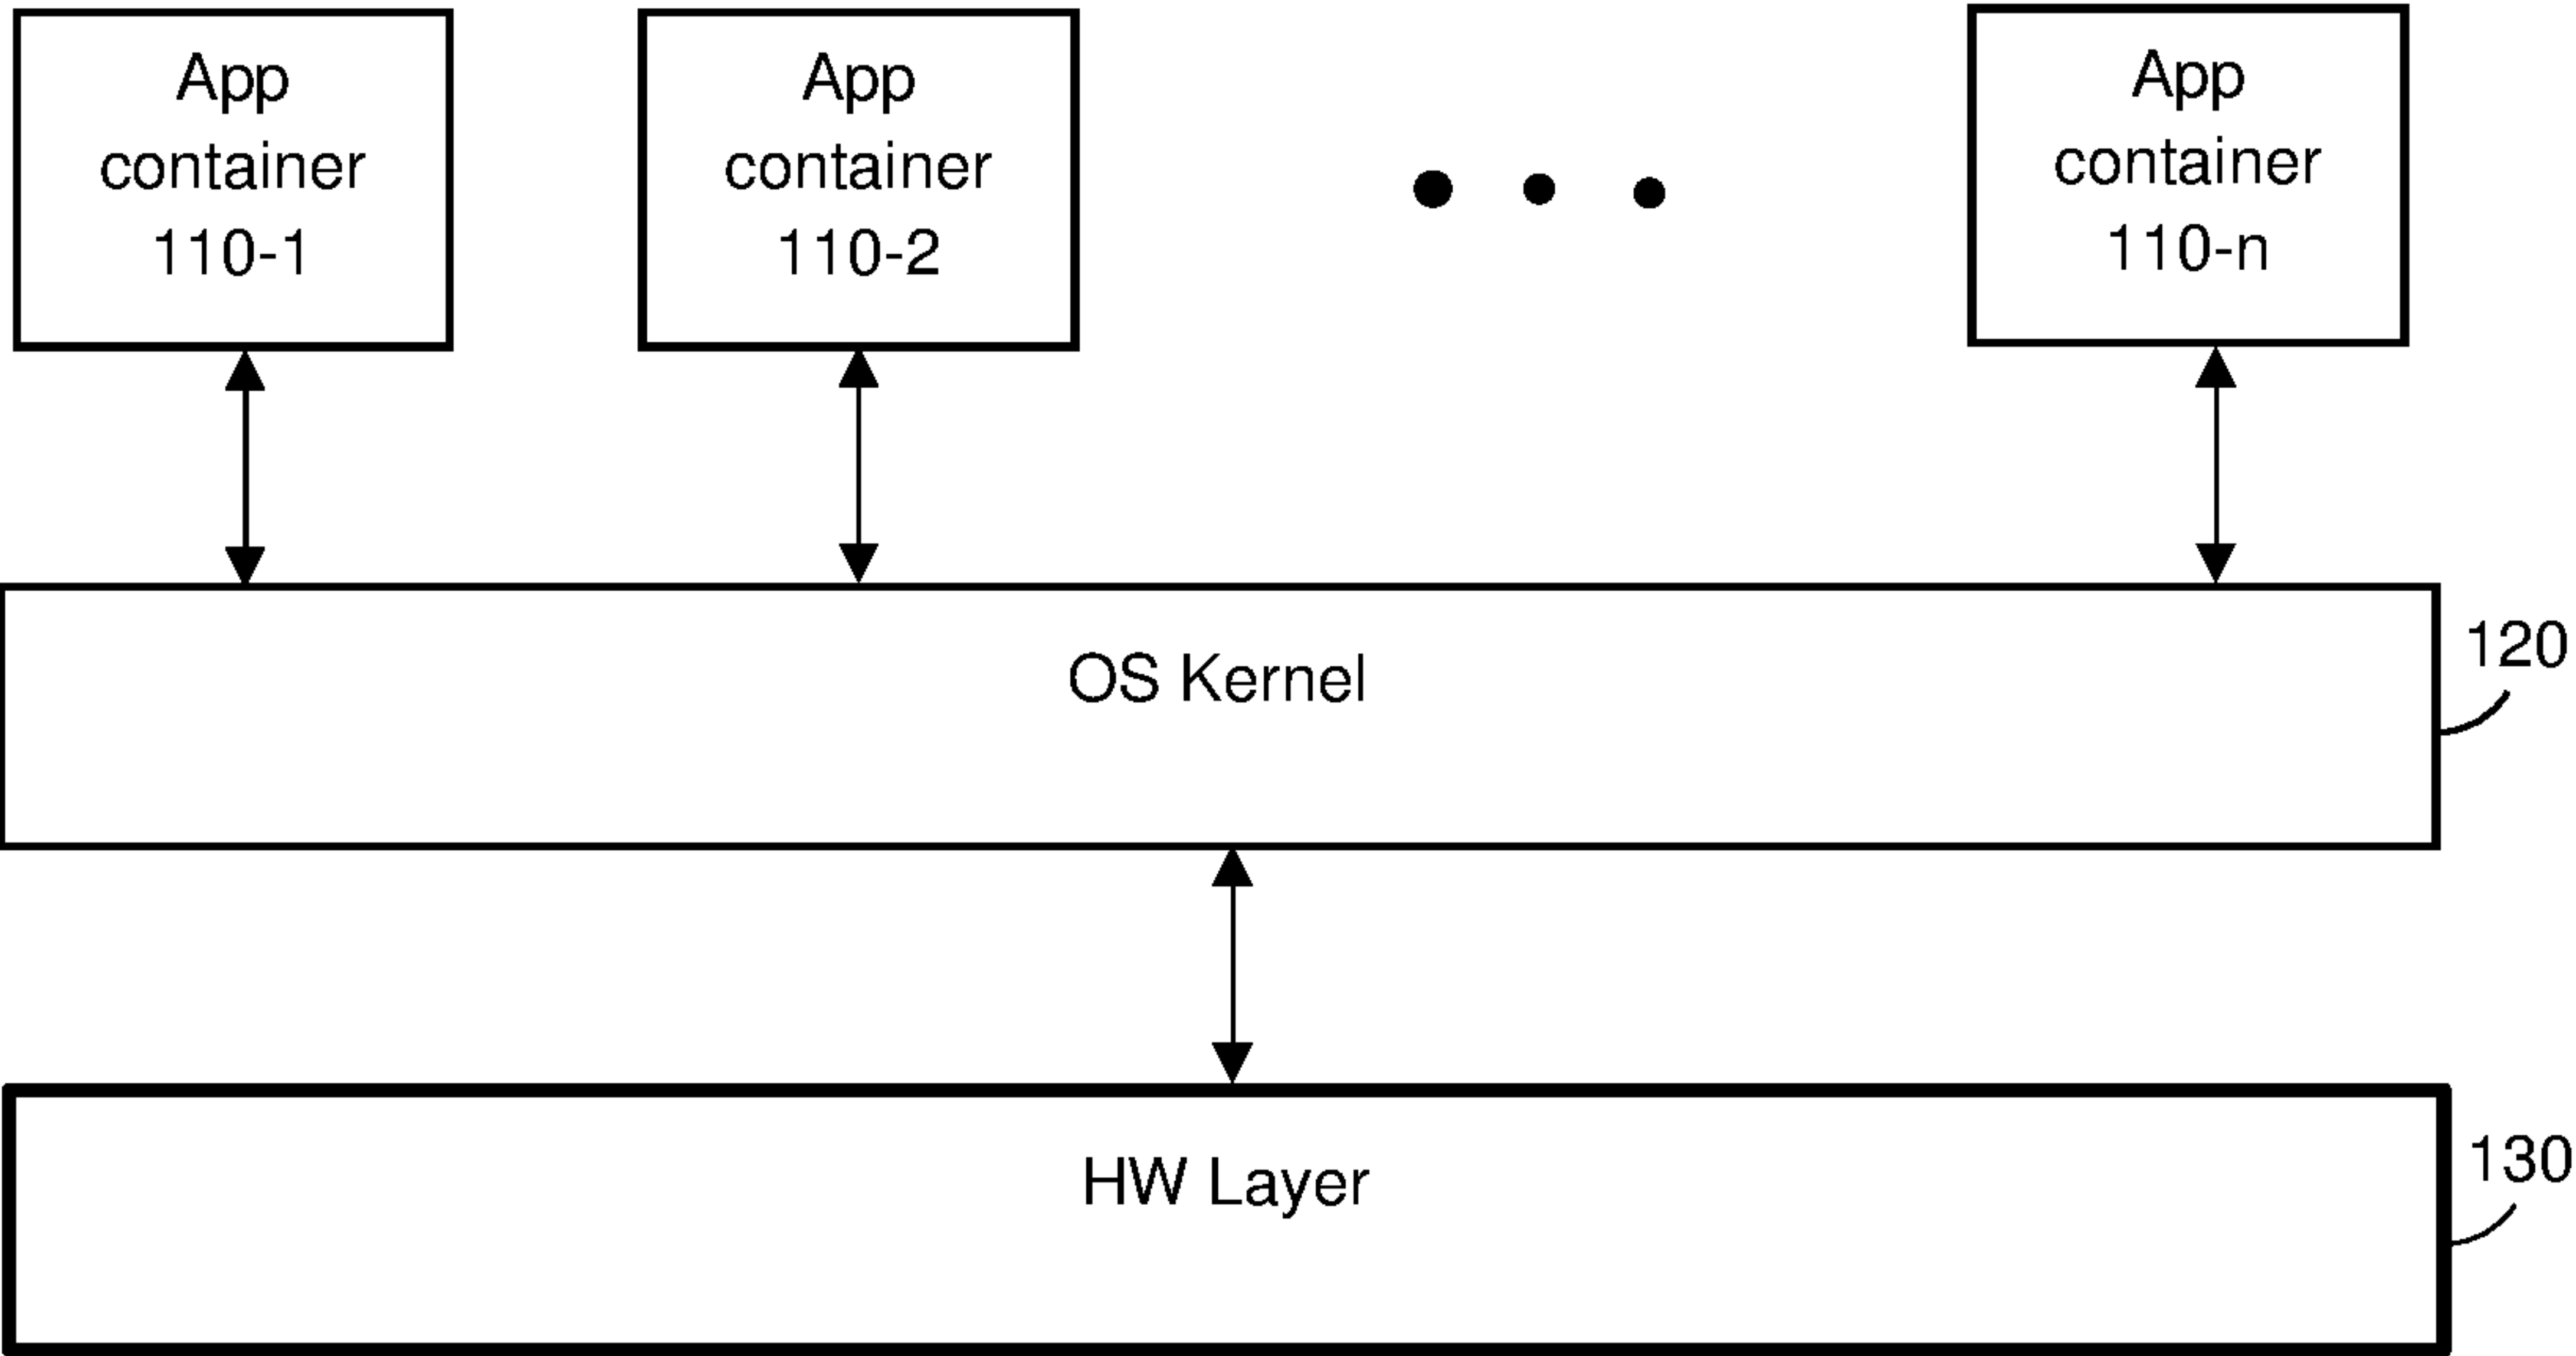 App
container
110-1
App
container
110-2
App
container
110-n
OS Kernel
120
HW Layer
130